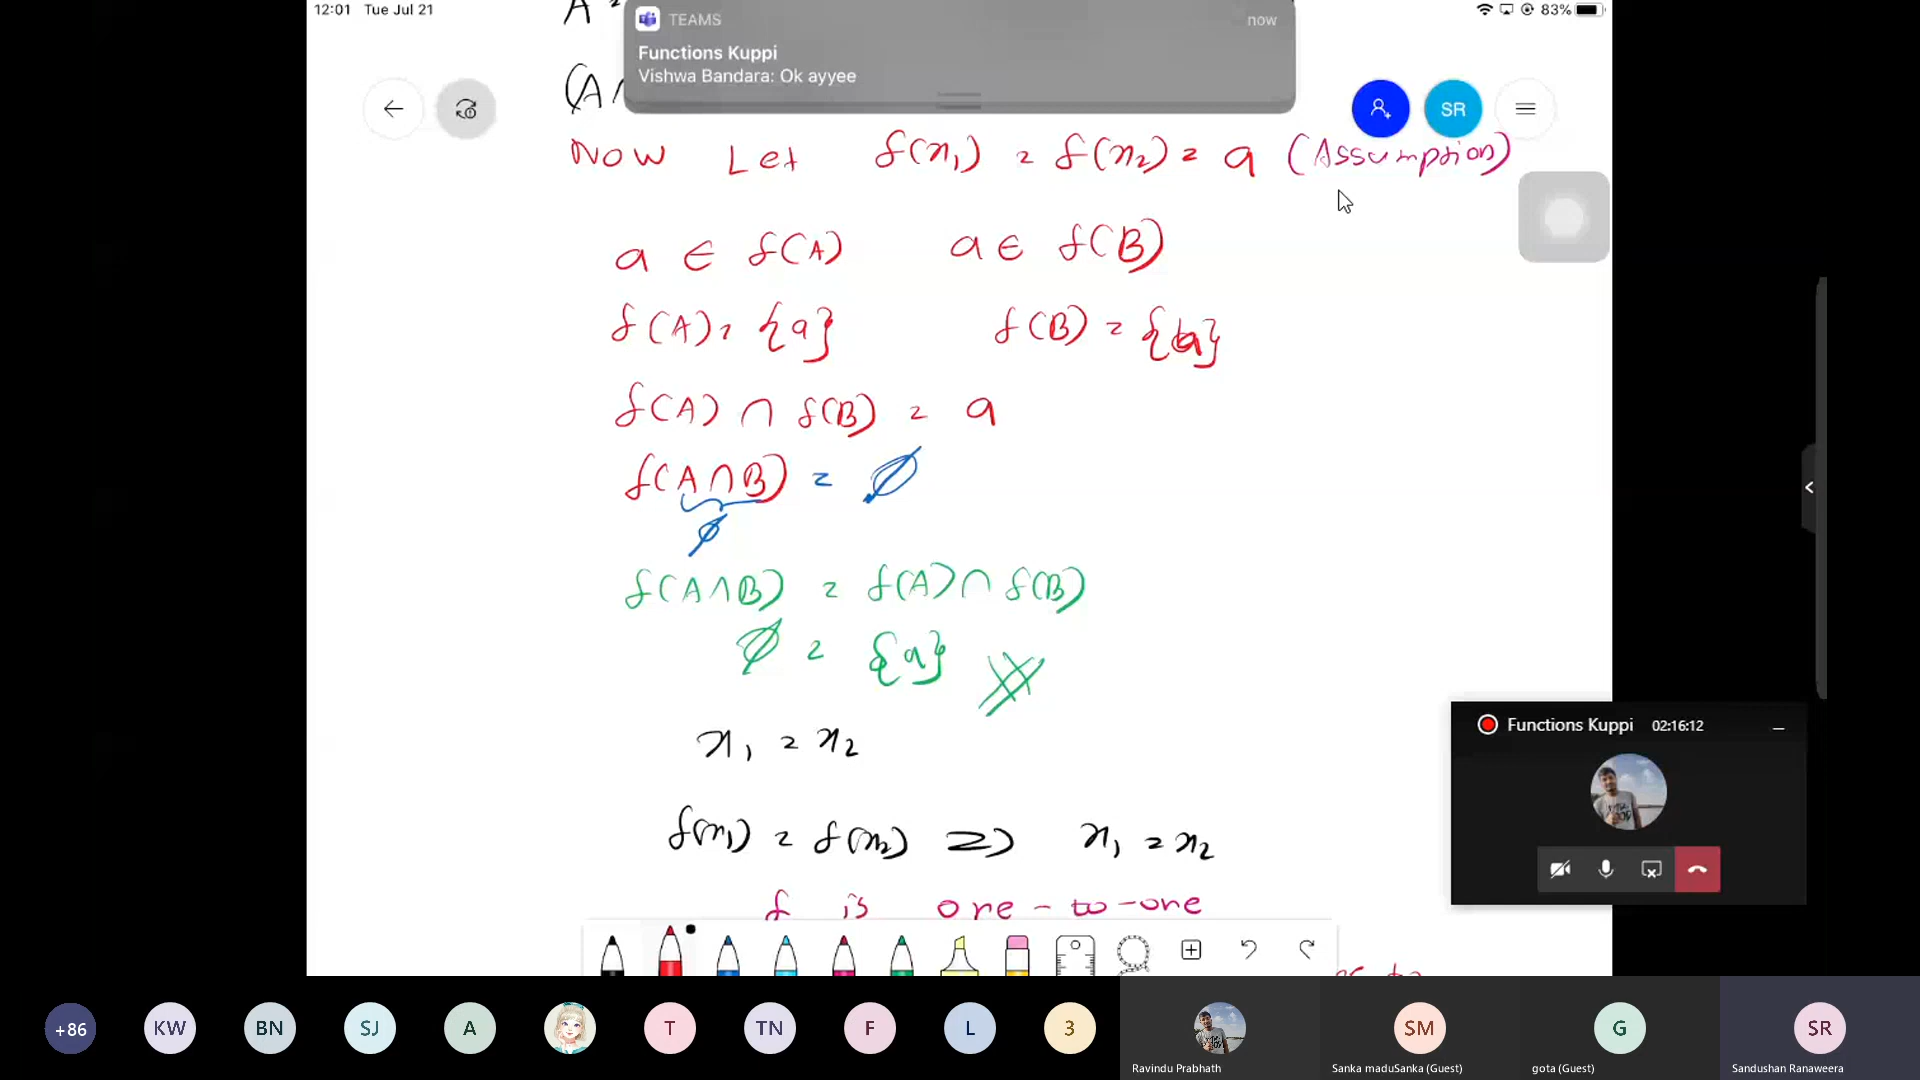 12:01 Tue Jul 21
83%
TEAMS
now
Functions Kuppi
Vishwa Bandara: Ok ayyee
(A∩
SR
Now Let f(x₁) = f(x₂) = a (Assumption)
a ∈ f(A) a ∈ f(B)
f(A) = {a} f(B) = {a}
f(A) ∩ f(B) = a
f(A∩B) = ∅
∅
f(A∩B) = f(A)∩ f(B)
∅ = {a}
x₁ = x₂
f(x₁) = f(x₂) => x₁ = x₂
f is one-to-one
Functions Kuppi 02:16:12
+86 KW BN SJ A T TN F L 3 SM G SR
Ravindu Prabhath Sanka maduSanka (Guest) gota (Guest) Sandushan Ranaweera